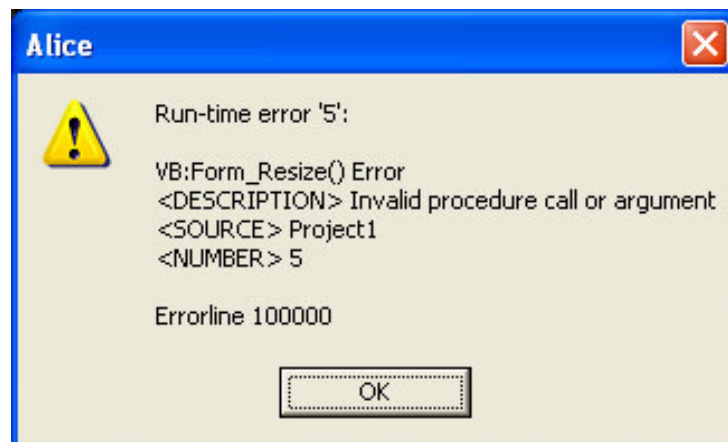 Alice
Run-time error '5':
VB:Form_Resize() Error
<DESCRIPTION> Invalid procedure call or argument
<SOURCE> Project1
<NUMBER> 5
Errorline 100000
OK